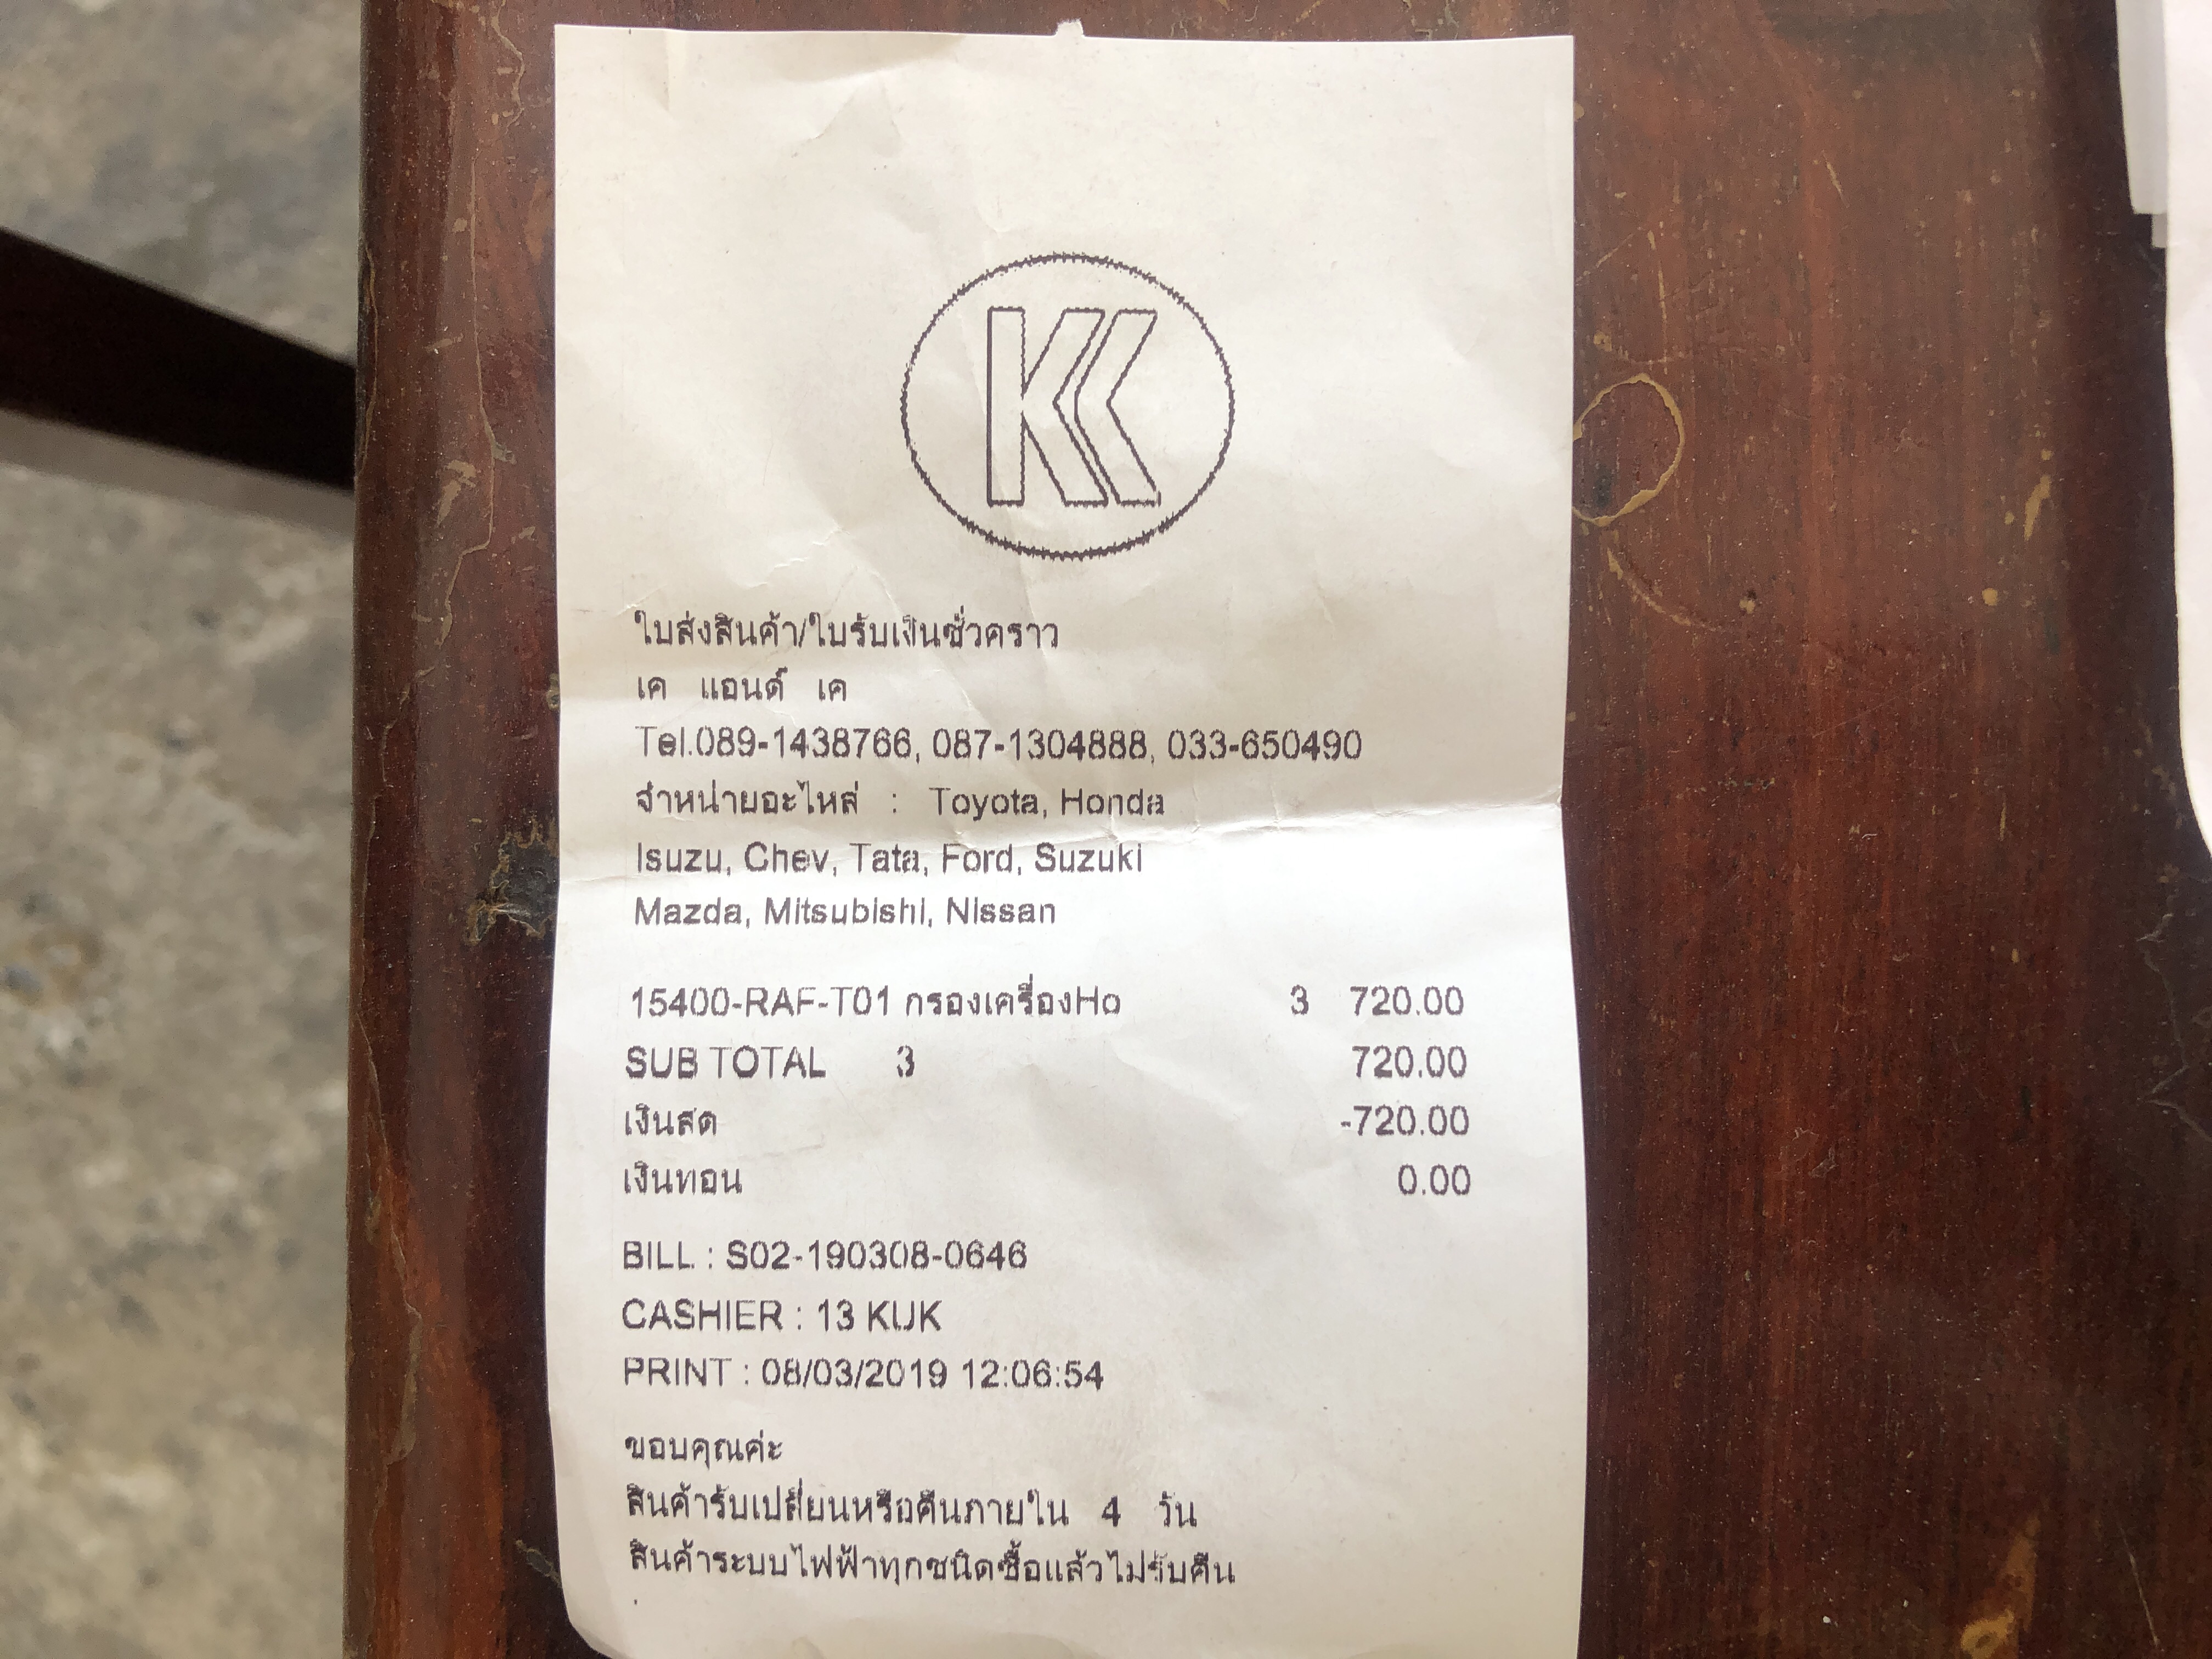 KK
ใบส่งสินค้า/ใบรับเงินชั่วคราว
เค แอนด์ เค
Tel.089-1438766, 087-1304888, 033-650490
จำหน่ายอะไหล่ : Toyota, Honda
Isuzu, Chev, Tata, Ford, Suzuki
Mazda, Mitsubishi, Nissan
15400-RAF-T01 กรองเครื่องHo 3 720.00
SUB TOTAL 3 720.00
เงินสด -720.00
เงินทอน 0.00
BILL : S02-190308-0646
CASHIER : 13 KUK
PRINT : 08/03/2019 12:06:54
ขอบคุณค่ะ
สินค้ารับเปลี่ยนหรือคืนภายใน 4 วัน
สินค้าระบบไฟฟ้าทุกชนิดซื้อแล้วไม่รับคืน